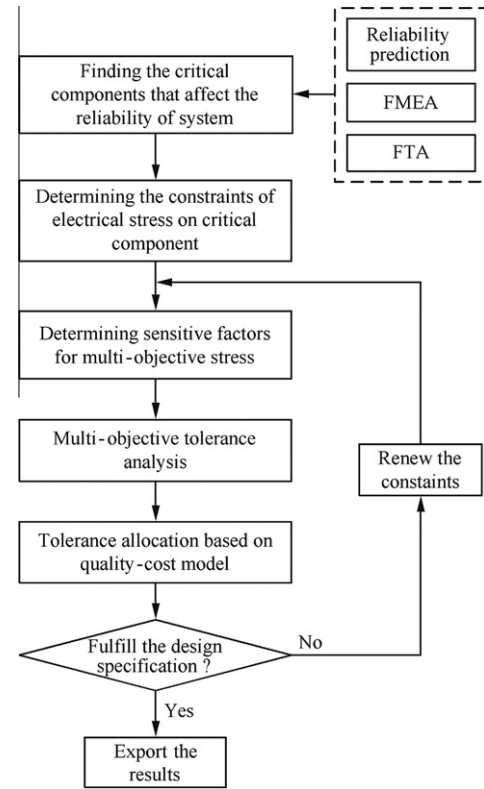 Reliability
prediction
FMEA
FTA
Finding the critical
components that affect the
reliability of system
Determining the constraints of
electrical stress on critical
component
Determining sensitive factors
for multi-objective stress
Multi-objective tolerance
analysis
Renew the
constaints
Tolerance allocation based on
quality-cost model
Fulfill the design
specification ?
No
Yes
Export the
results